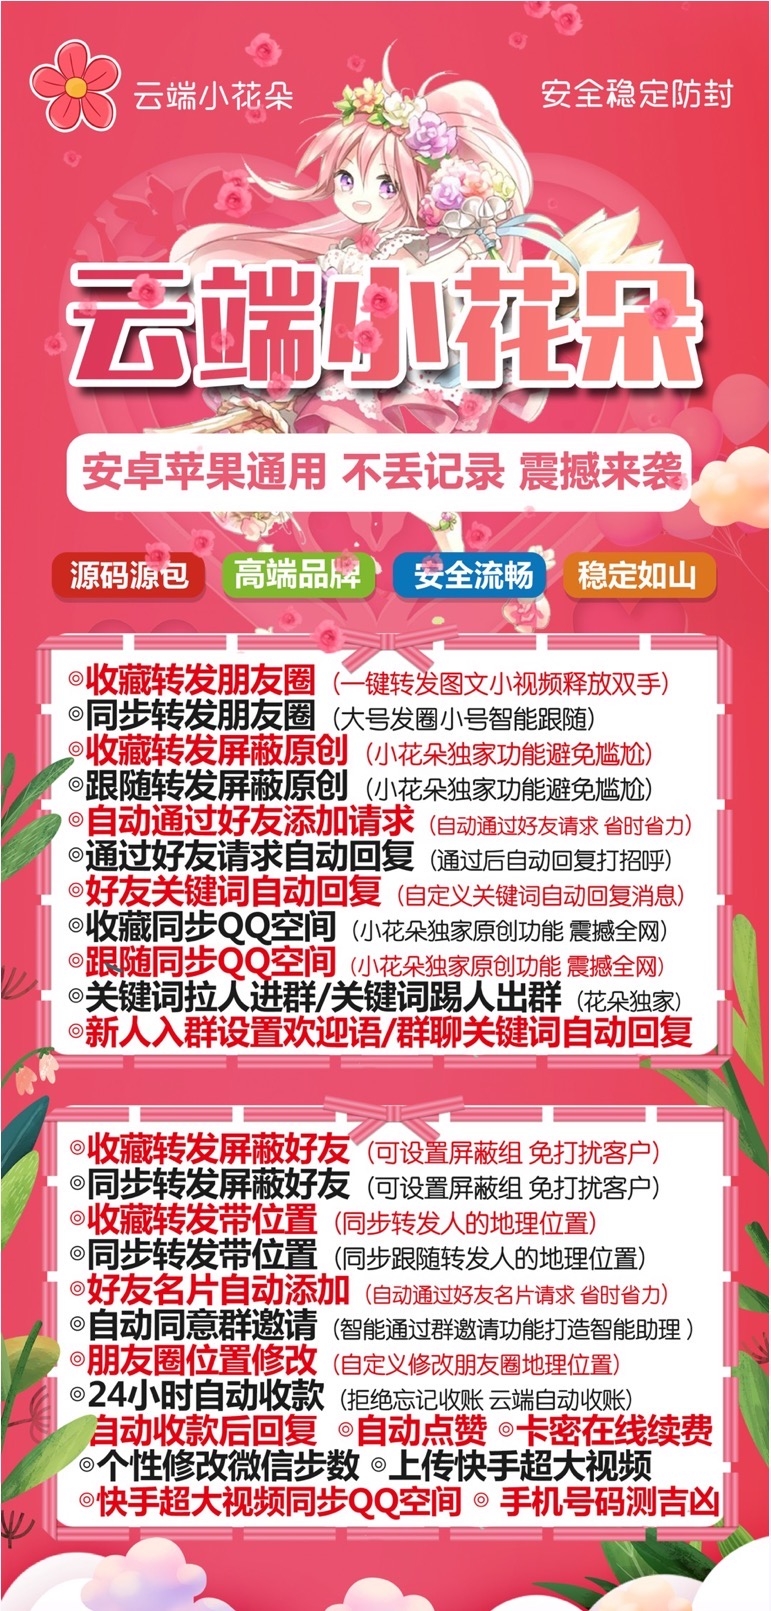 云端小花朵
安全稳定防封
云端小花朵
安卓苹果通用 不丢记录 震撼来袭
源码源包 高端品牌 安全流畅 稳定如山
◎收藏转发朋友圈（一键转发图文小视频释放双手）
◎同步转发朋友圈（大号发圈小号智能跟随）
◎收藏转发屏蔽原创（小花朵独家功能避免尴尬）
◎跟随转发屏蔽原创（小花朵独家功能避免尴尬）
◎自动通过好友添加请求（自动通过好友请求 省时省力）
◎通过好友请求自动回复（通过后自动回复打招呼）
◎好友关键词自动回复（自定义关键词自动回复消息）
◎收藏同步QQ空间（小花朵独家原创功能 震撼全网）
◎跟随同步QQ空间（小花朵独家原创功能 震撼全网）
◎关键词拉人进群/关键词踢人出群（花朵独家）
◎新人入群设置欢迎语/群聊关键词自动回复
◎收藏转发屏蔽好友（可设置屏蔽组 免打扰客户）
◎同步转发屏蔽好友（可设置屏蔽组 免打扰客户）
◎收藏转发带位置（同步转发人的地理位置）
◎同步转发带位置（同步跟随转发人的地理位置）
◎好友名片自动添加（自动通过好友名片请求 省时省力）
◎自动同意群邀请（智能通过群邀请功能打造智能助理）
◎朋友圈位置修改（自定义修改朋友圈地理位置）
◎24小时自动收款（拒绝忘记收账 云端自动收账）
自动收款后回复 ◎自动点赞 ◎卡密在线续费
◎个性修改微信步数 ◎上传快手超大视频
◎快手超大视频同步QQ空间 ◎ 手机号码测吉凶